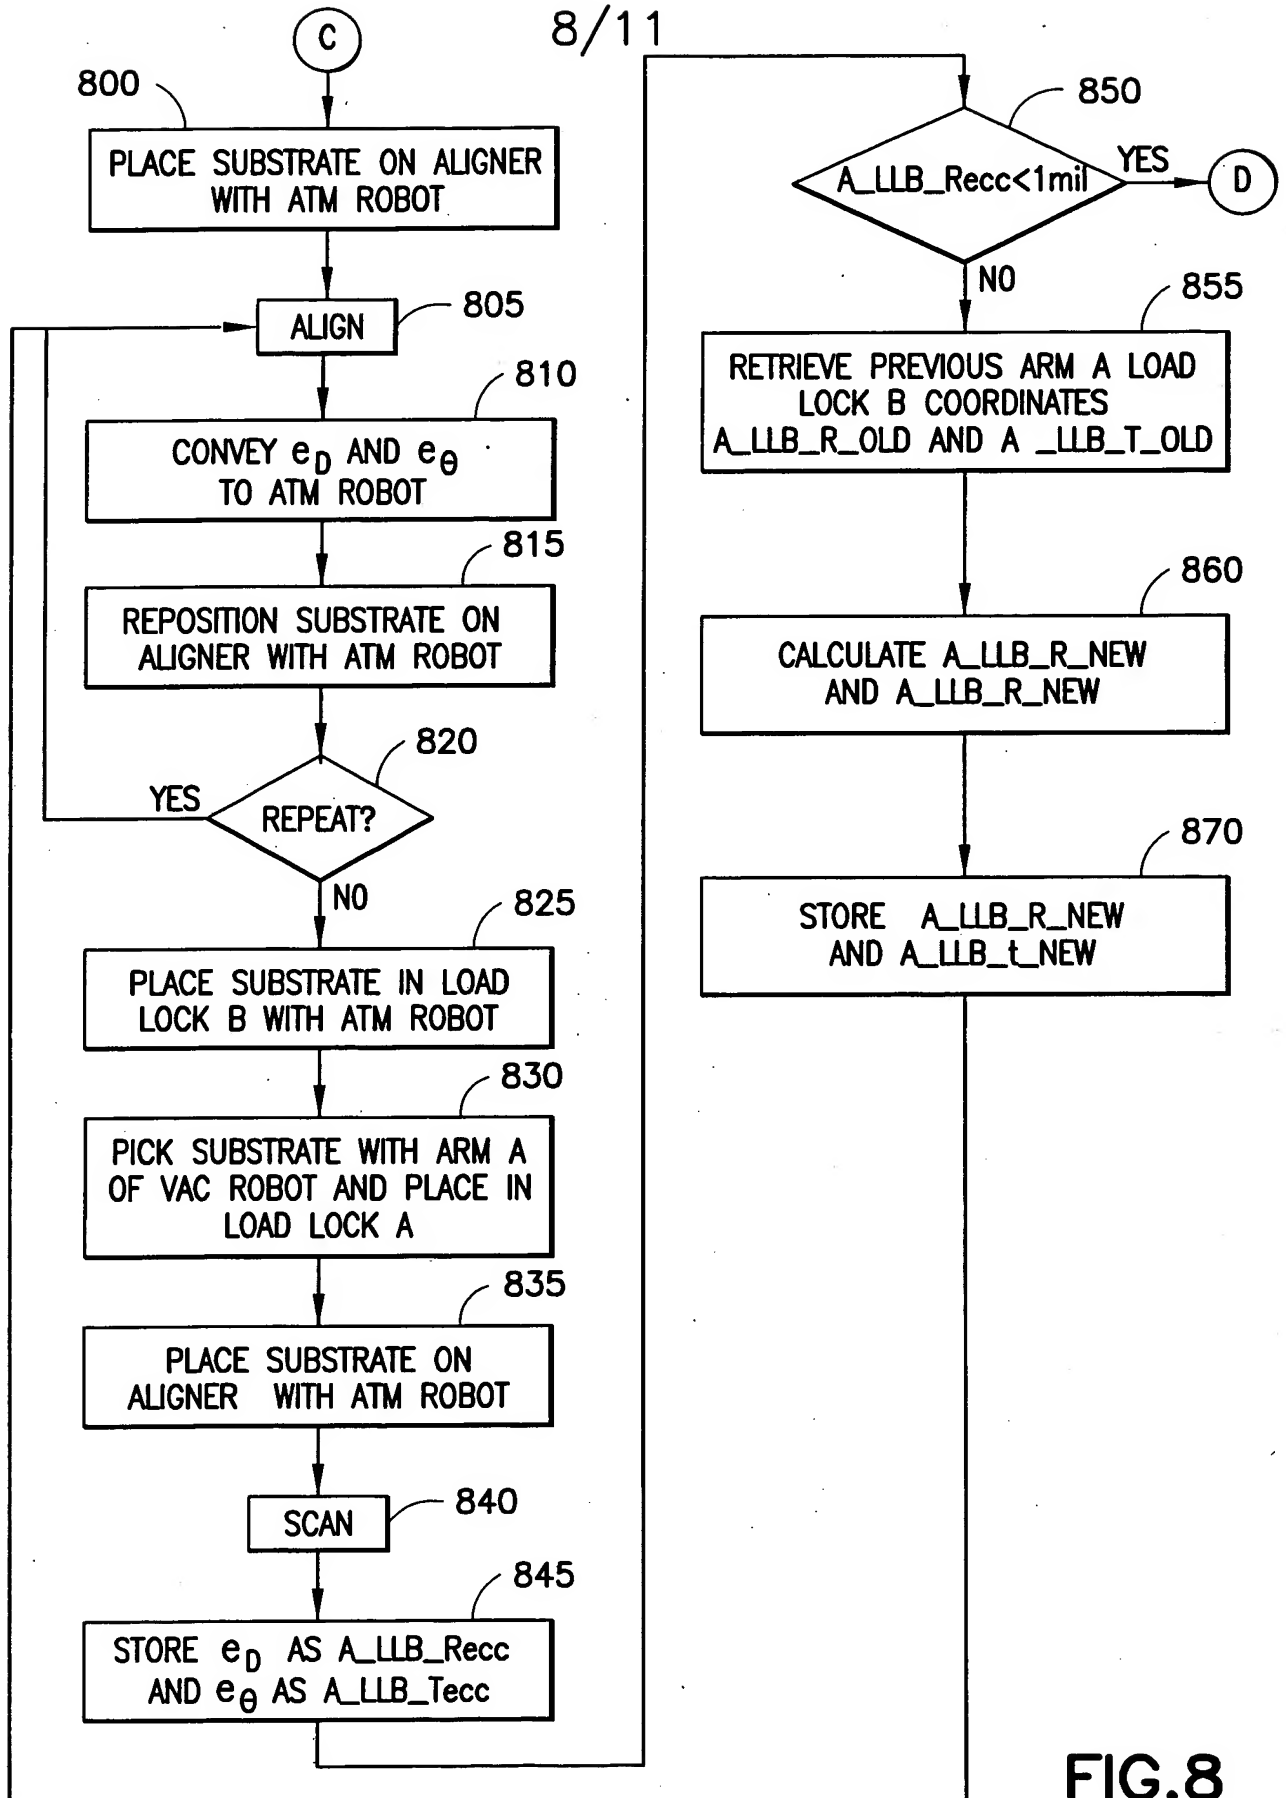 8/11
C
800
PLACE SUBSTRATE ON ALIGNER
WITH ATM ROBOT
805
ALIGN
810
CONVEY eD AND eθ
TO ATM ROBOT
815
REPOSITION SUBSTRATE ON
ALIGNER WITH ATM ROBOT
820
REPEAT?
YES
NO
825
PLACE SUBSTRATE IN LOAD
LOCK B WITH ATM ROBOT
830
PICK SUBSTRATE WITH ARM A
OF VAC ROBOT AND PLACE IN
LOAD LOCK A
835
PLACE SUBSTRATE ON
ALIGNER WITH ATM ROBOT
840
SCAN
845
STORE eD AS A_LLB_Recc
AND eθ AS A_LLB_Tecc
850
A_LLB_Recc<1mil
YES
D
NO
855
RETRIEVE PREVIOUS ARM A LOAD
LOCK B COORDINATES
A_LLB_R_OLD AND A _LLB_T_OLD
860
CALCULATE A_LLB_R_NEW
AND A_LLB_R_NEW
870
STORE A_LLB_R_NEW
AND A_LLB_t_NEW
FIG.8